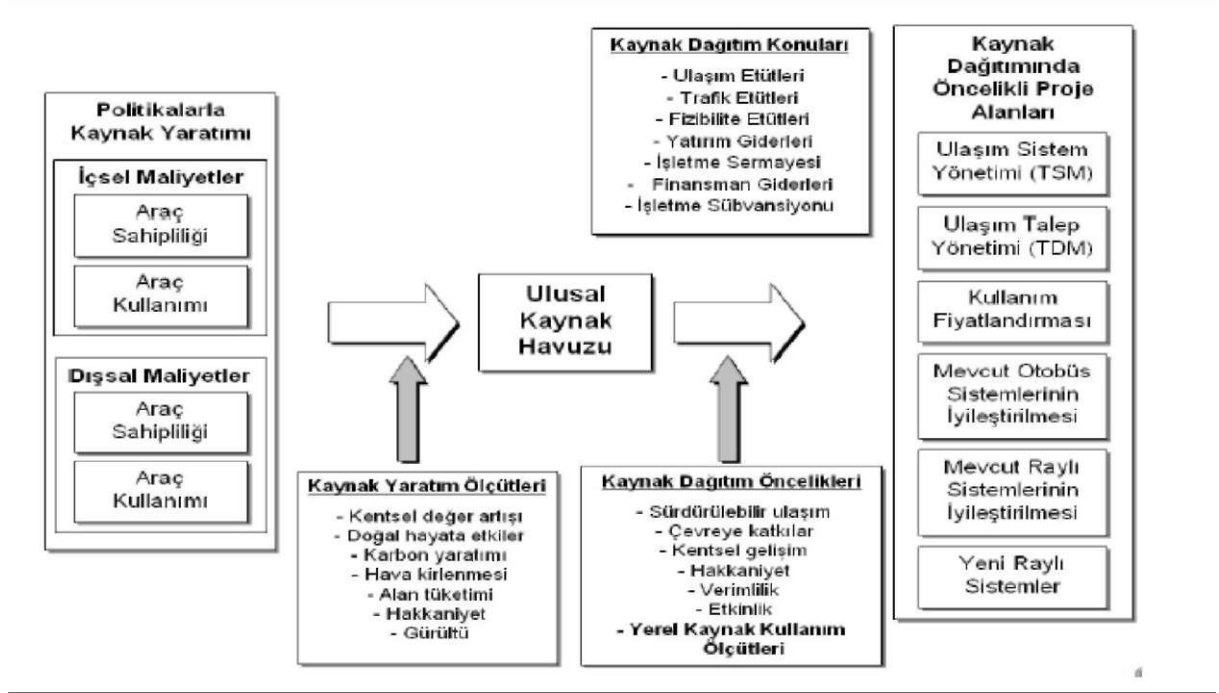 Politikalarla
Kaynak Yaratımı
İçsel Maliyetler
Araç
Sahipliliği
Araç
Kullanımı
Dışsal Maliyetler
Araç
Sahipliliği
Araç
Kullanımı
Kaynak Yaratım Ölçütleri
- Kentsel değer artışı
- Doğal hayata etkiler
- Karbon yaratımı
- Hava kirlenmesi
- Alan tüketimi
- Hakkaniyet
- Gürültü
Ulusal
Kaynak
Havuzu
Kaynak Dağıtım Konuları
- Ulaşım Etütleri
- Trafik Etütleri
- Fizibilite Etütleri
- Yatırım Giderleri
- İşletme Sermayesi
- Finansman Giderleri
- İşletme Sübvansiyonu
Kaynak Dağıtım Öncelikleri
- Sürdürülebilir ulaşım
- Çevreye katkılar
- Kentsel gelişim
- Hakkaniyet
- Verimlilik
- Etkinlik
- Yerel Kaynak Kullanım
Ölçütleri
Kaynak
Dağıtımında
Öncelikli Proje
Alanları
Ulaşım Sistem
Yönetimi (TSM)
Ulaşım Talep
Yönetimi (TDM)
Kullanım
Fiyatlandırması
Mevcut Otobüs
Sistemlerinin
İyileştirilmesi
Mevcut Raylı
Sistemlerinin
İyileştirilmesi
Yeni Raylı
Sistemler